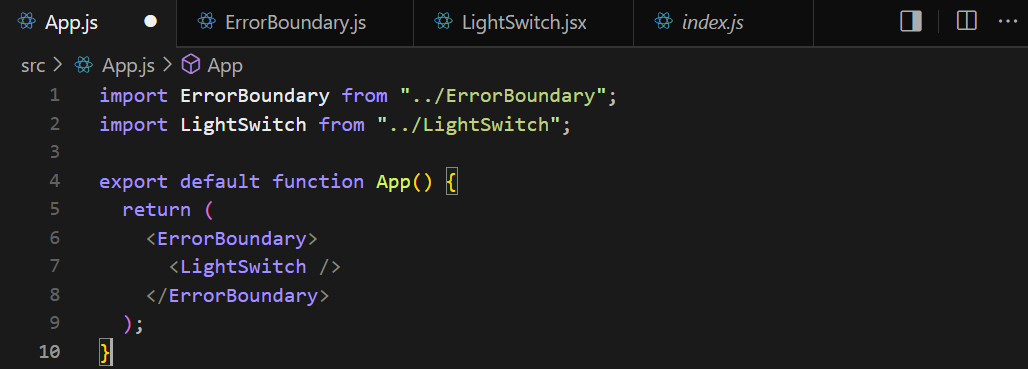 App.js
ErrorBoundary.js
LightSwitch.jsx
index.js
src > App.js > App
1 import ErrorBoundary from "../ErrorBoundary";
2 import LightSwitch from "../LightSwitch";
3
4 export default function App() {
5   return (
6     <ErrorBoundary>
7       <LightSwitch />
8     </ErrorBoundary>
9   );
10 }